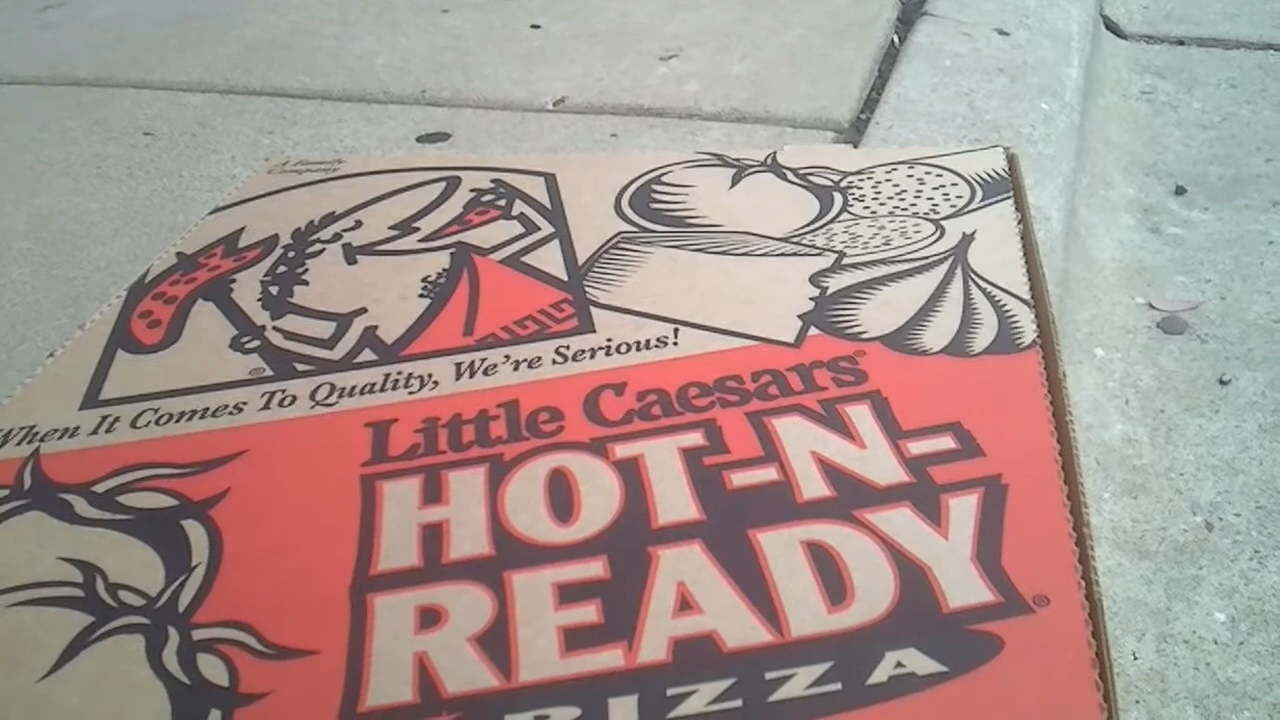 A Family
Company
When It Comes To Quality, We're Serious!
Little Caesars®
HOT-N-
READY®
PIZZA